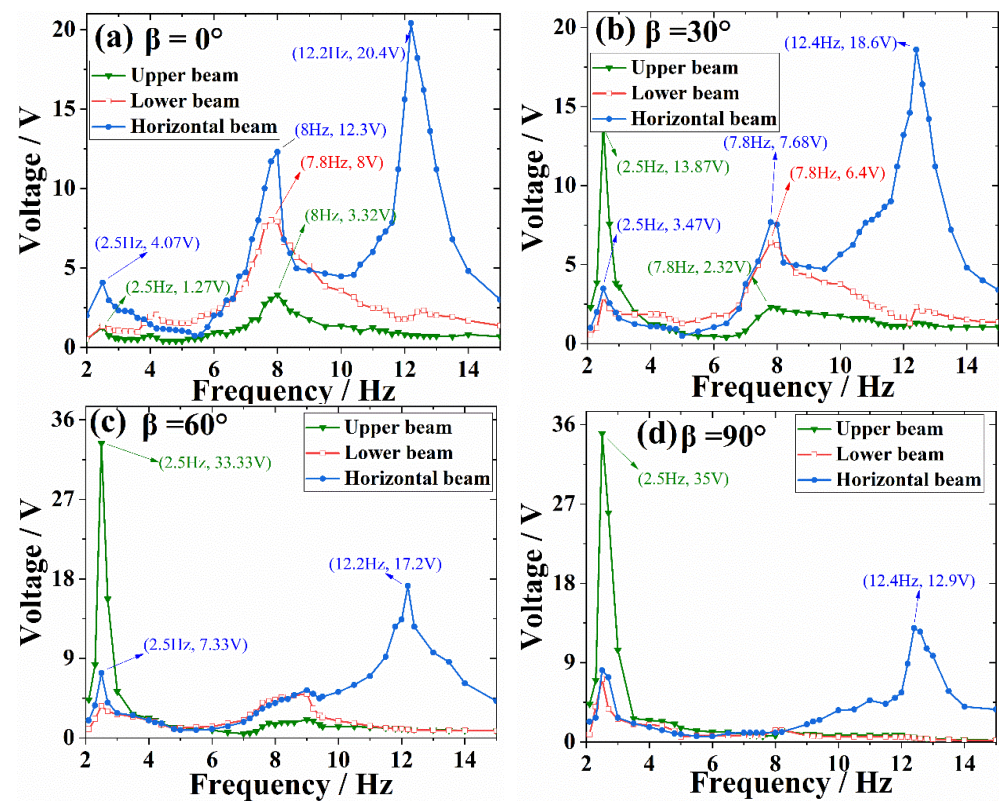 (a) β = 0°
Voltage / V
20
15
10
5
0
Upper beam
Lower beam
Horizontal beam
(12.2Hz, 20.4V)
(8Hz, 12.3V)
(7.8Hz, 8V)
(8Hz, 3.32V)
(2.5Hz, 4.07V)
(2.5Hz, 1.27V)
2 4 6 8 10 12 14
Frequency / Hz
(b) β =30°
Voltage / V
20
15
10
5
0
Upper beam
Lower beam
Horizontal beam
(12.4Hz, 18.6V)
(2.5Hz, 13.87V)
(7.8Hz, 7.68V)
(7.8Hz, 6.4V)
(2.5Hz, 3.47V)
(7.8Hz, 2.32V)
2 4 6 8 10 12 14
Frequency / Hz
(c) β =60°
Voltage / V
36
27
18
9
0
Upper beam
Lower beam
Horizontal beam
(2.5Hz, 33.33V)
(12.2Hz, 17.2V)
(2.5Hz, 7.33V)
2 4 6 8 10 12 14
Frequency / Hz
(d) β =90°
Voltage / V
36
27
18
9
0
Upper beam
Lower beam
Horizontal beam
(2.5Hz, 35V)
(12.4Hz, 12.9V)
2 4 6 8 10 12 14
Frequency / Hz